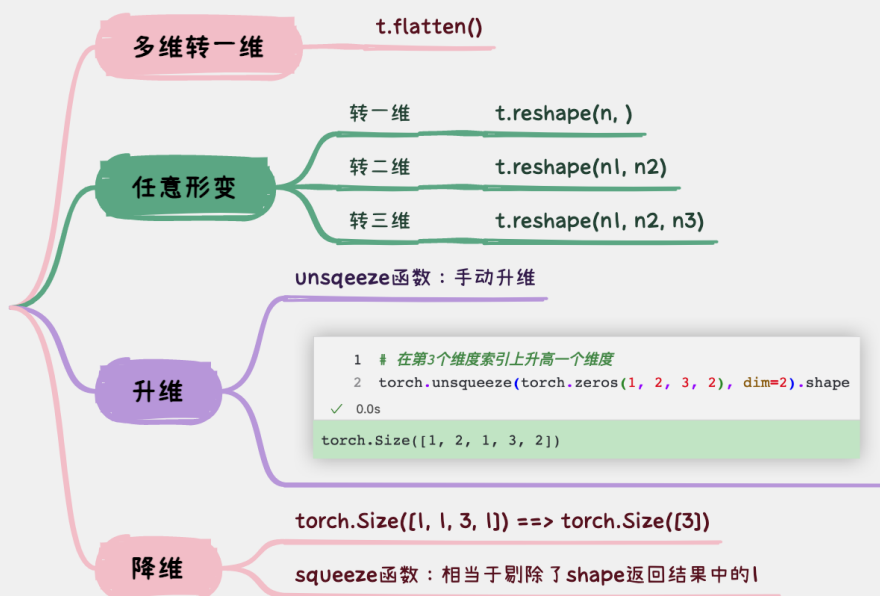 多维转一维
t.flatten()
任意形变
转一维 t.reshape(n, )
转二维 t.reshape(n1, n2)
转三维 t.reshape(n1, n2, n3)
升维
unsqeeze函数：手动升维
1 # 在第3个维度索引上升高一个维度
2 torch.unsqueeze(torch.zeros(1, 2, 3, 2), dim=2).shape
✓ 0.0s
torch.Size([1, 2, 1, 3, 2])
降维
torch.Size([1, 1, 3, 1]) ==> torch.Size([3])
squeeze函数：相当于剔除了shape返回结果中的1